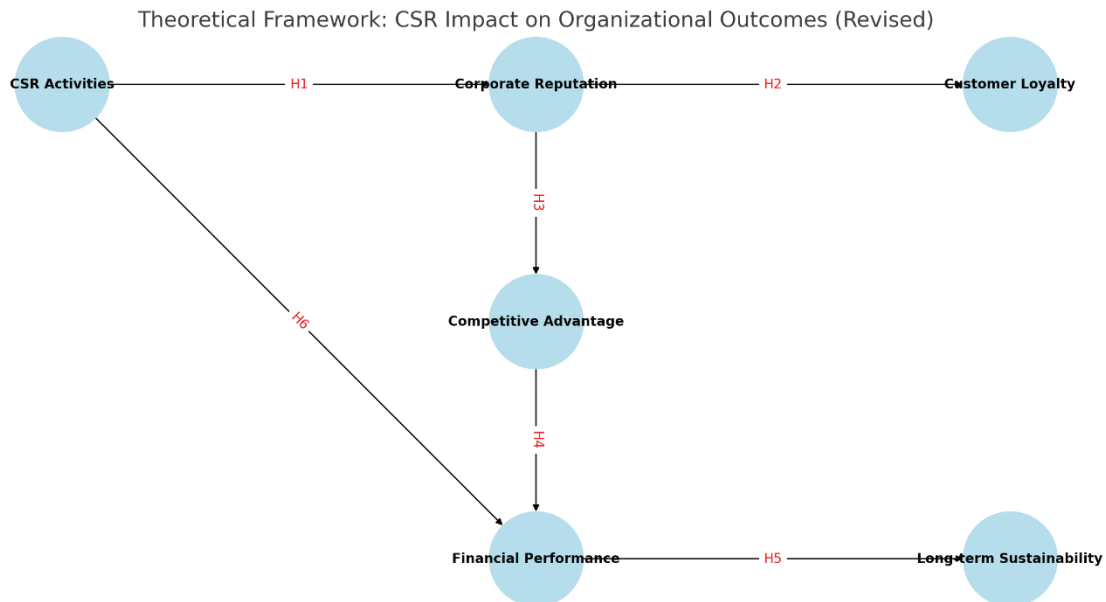 Theoretical Framework: CSR Impact on Organizational Outcomes (Revised)
CSR Activities
H1
Corporate Reputation
H2
Customer Loyalty
H3
H6
Competitive Advantage
H4
Financial Performance
H5
Long-term Sustainability